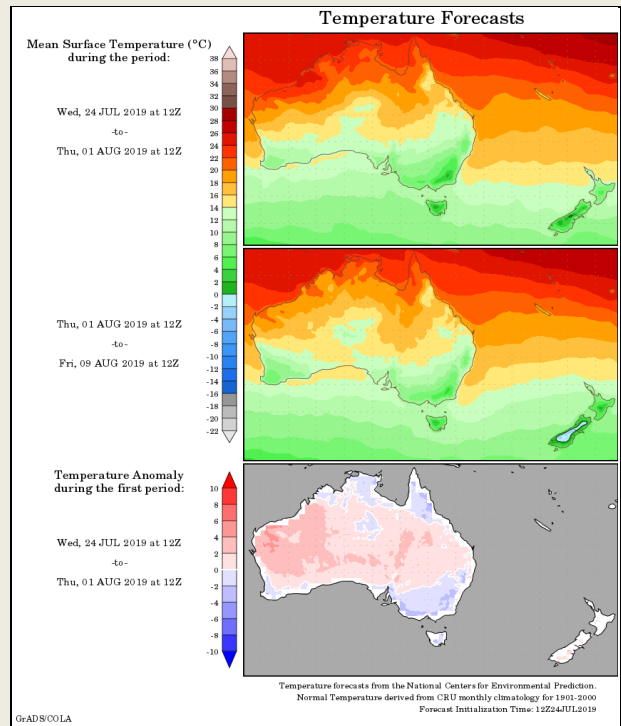 Temperature Forecasts
Mean Surface Temperature (°C)
during the period:
38
36
34
32
30
28
26
24
22
20
18
16
14
12
10
8
6
4
2
0
-2
-4
-6
-8
-10
-12
-14
-16
-17
-20
-22
Wed, 24 JUL 2019 at 12Z
-to-
Thu, 01 AUG 2019 at 12Z
Thu, 01 AUG 2019 at 12Z
-to-
Fri, 09 AUG 2019 at 12Z
Temperature Anomaly
during the first period:
10
8
6
4
2
0
-2
-4
-6
-8
-10
Wed, 24 JUL 2019 at 12Z
-to-
Thu, 01 AUG 2019 at 12Z
Temperature forecasts from the National Centers for Environmental Prediction.
Normal Temperature derived from CRU monthly climatology for 1901-2000
Forecast Initialization Time: 12Z24JUL2019
GrADS/COLA